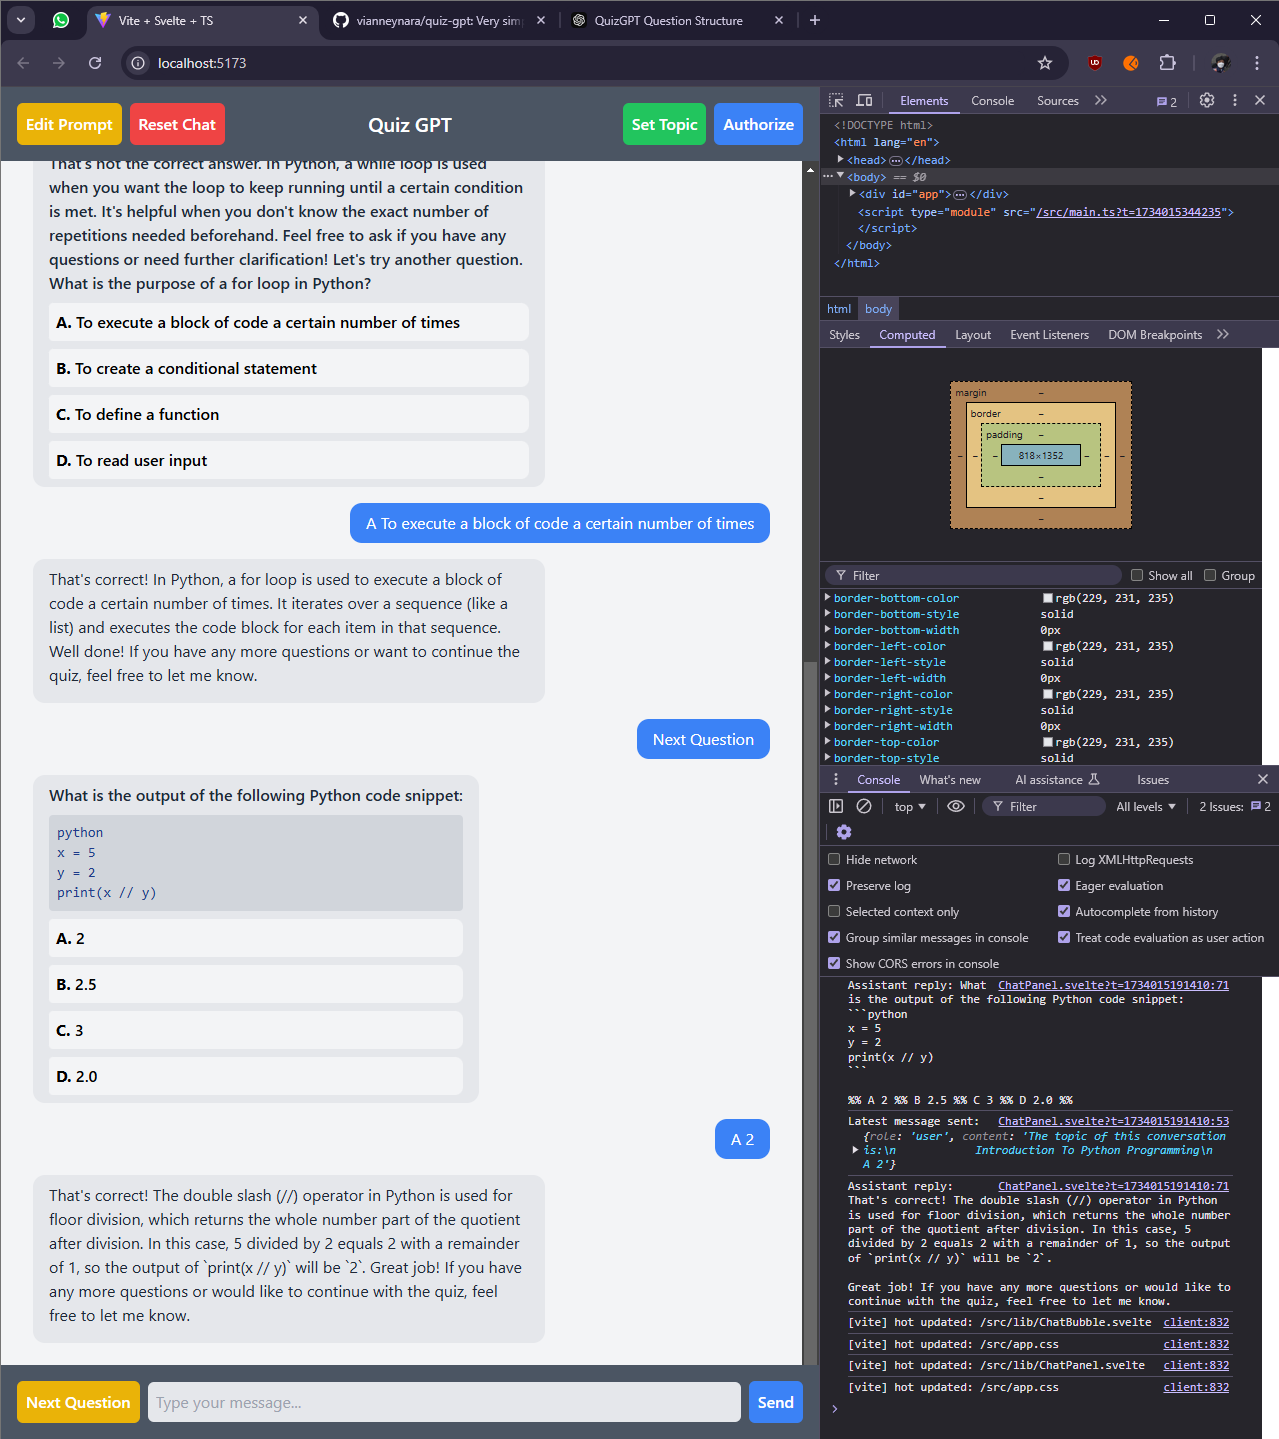 Vite + Svelte + TS
vianneynara/quiz-gpt: Very sim
QuizGPT Question Structure
localhost:5173
Edit Prompt
Reset Chat
Quiz GPT
Set Topic
Authorize
That's not the correct answer. In Python, a while loop is used
when you want the loop to keep running until a certain condition
is met. It's helpful when you don't know the exact number of
repetitions needed beforehand. Feel free to ask if you have any
questions or need further clarification! Let's try another question.
What is the purpose of a for loop in Python?
A. To execute a block of code a certain number of times
B. To create a conditional statement
C. To define a function
D. To read user input
A To execute a block of code a certain number of times
That's correct! In Python, a for loop is used to execute a block of
code a certain number of times. It iterates over a sequence (like a
list) and executes the code block for each item in that sequence.
Well done! If you have any more questions or want to continue the
quiz, feel free to let me know.
Next Question
What is the output of the following Python code snippet:
python
x = 5
y = 2
print(x // y)
A. 2
B. 2.5
C. 3
D. 2.0
A 2
That's correct! The double slash (//) operator in Python is used for
floor division, which returns the whole number part of the quotient
after division. In this case, 5 divided by 2 equals 2 with a remainder
of 1, so the output of `print(x // y)` will be `2`. Great job! If you have
any more questions or would like to continue with the quiz, feel
free to let me know.
Next Question
Type your message...
Send
Elements
Console
Sources
2
<!DOCTYPE html>
<html lang="en">
<head> ... </head>
... <body> == $0
<div id="app"> ... </div>
<script type="module" src="/src/main.ts?t=1734015344235">
</script>
</body>
</html>
html
body
Styles
Computed
Layout
Event Listeners
DOM Breakpoints
margin –
border –
padding –
– – – 818×1352 – – –
–
–
–
Filter
Show all
Group
border-bottom-color rgb(229, 231, 235)
border-bottom-style solid
border-bottom-width 0px
border-left-color rgb(229, 231, 235)
border-left-style solid
border-left-width 0px
border-right-color rgb(229, 231, 235)
border-right-style solid
border-right-width 0px
border-top-color rgb(229, 231, 235)
border-top-style solid
Console
What's new
AI assistance
Issues
top
Filter
All levels
2 Issues: 2
Hide network
Log XMLHttpRequests
Preserve log
Eager evaluation
Selected context only
Autocomplete from history
Group similar messages in console
Treat code evaluation as user action
Show CORS errors in console
Assistant reply: What ChatPanel.svelte?t=1734015191410:71
is the output of the following Python code snippet:
```python
x = 5
y = 2
print(x // y)
```
%% A 2 %% B 2.5 %% C 3 %% D 2.0 %%
Latest message sent: ChatPanel.svelte?t=1734015191410:53
{role: 'user', content: 'The topic of this conversation
is:\n Introduction To Python Programming\n
A 2'}
Assistant reply: ChatPanel.svelte?t=1734015191410:71
That's correct! The double slash (//) operator in Python
is used for floor division, which returns the whole number
part of the quotient after division. In this case, 5
divided by 2 equals 2 with a remainder of 1, so the output
of `print(x // y)` will be `2`.
Great job! If you have any more questions or would like to
continue with the quiz, feel free to let me know.
[vite] hot updated: /src/lib/ChatBubble.svelte client:832
[vite] hot updated: /src/app.css client:832
[vite] hot updated: /src/lib/ChatPanel.svelte client:832
[vite] hot updated: /src/app.css client:832